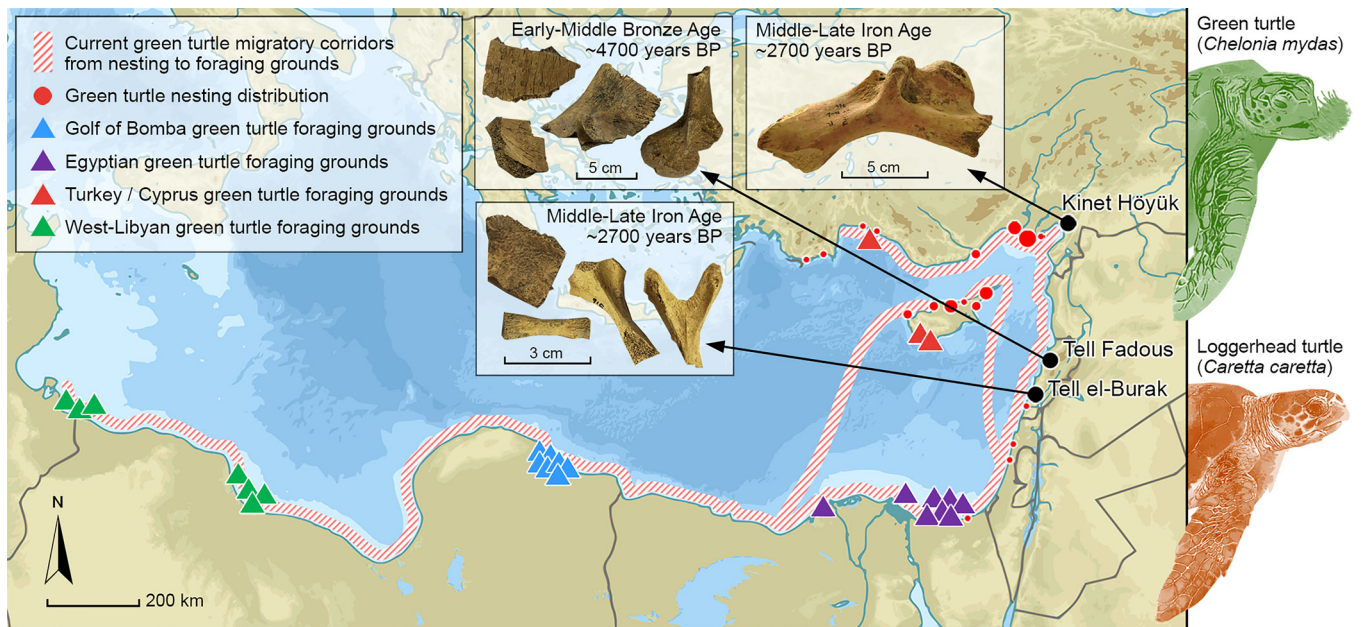 Current green turtle migratory corridors
from nesting to foraging grounds
Green turtle nesting distribution
Golf of Bomba green turtle foraging grounds
Egyptian green turtle foraging grounds
Turkey / Cyprus green turtle foraging grounds
West-Libyan green turtle foraging grounds
Early-Middle Bronze Age
~4700 years BP
5 cm
Middle-Late Iron Age
~2700 years BP
5 cm
Middle-Late Iron Age
~2700 years BP
3 cm
Kinet Höyük
Tell Fadous
Tell el-Burak
N
200 km
Green turtle
(Chelonia mydas)
Loggerhead turtle
(Caretta caretta)